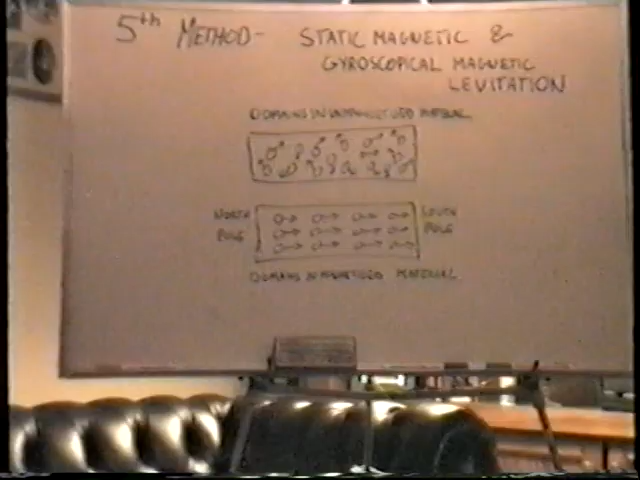 5th METHOD- STATIC MAGNETIC &
GYROSCOPICAL MAGNETIC
LEVITATION
DOMAINS IN UNMAGNETIZED MATERIAL
NORTH
POLE
SOUTH
POLE
DOMAINS IN MAGNETIZED MATERIAL